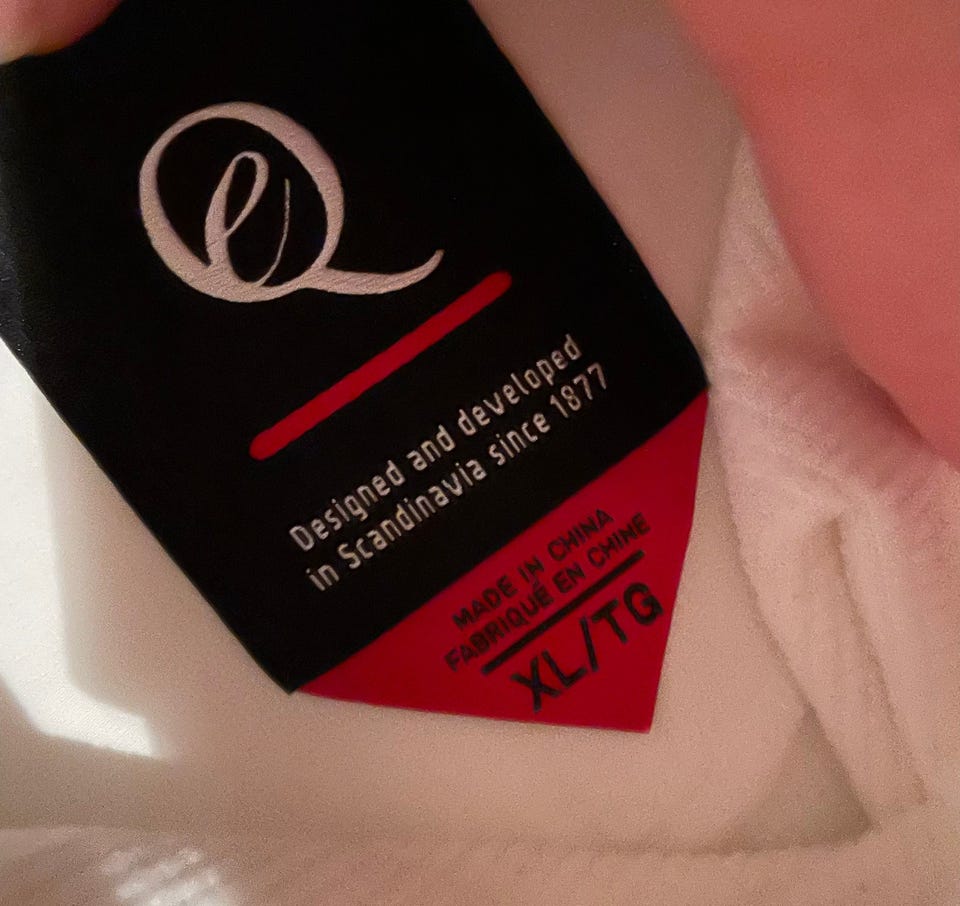 Designed and developed
in Scandinavia since 1877
MADE IN CHINA
FABRIQUÉ EN CHINE
XL/TG